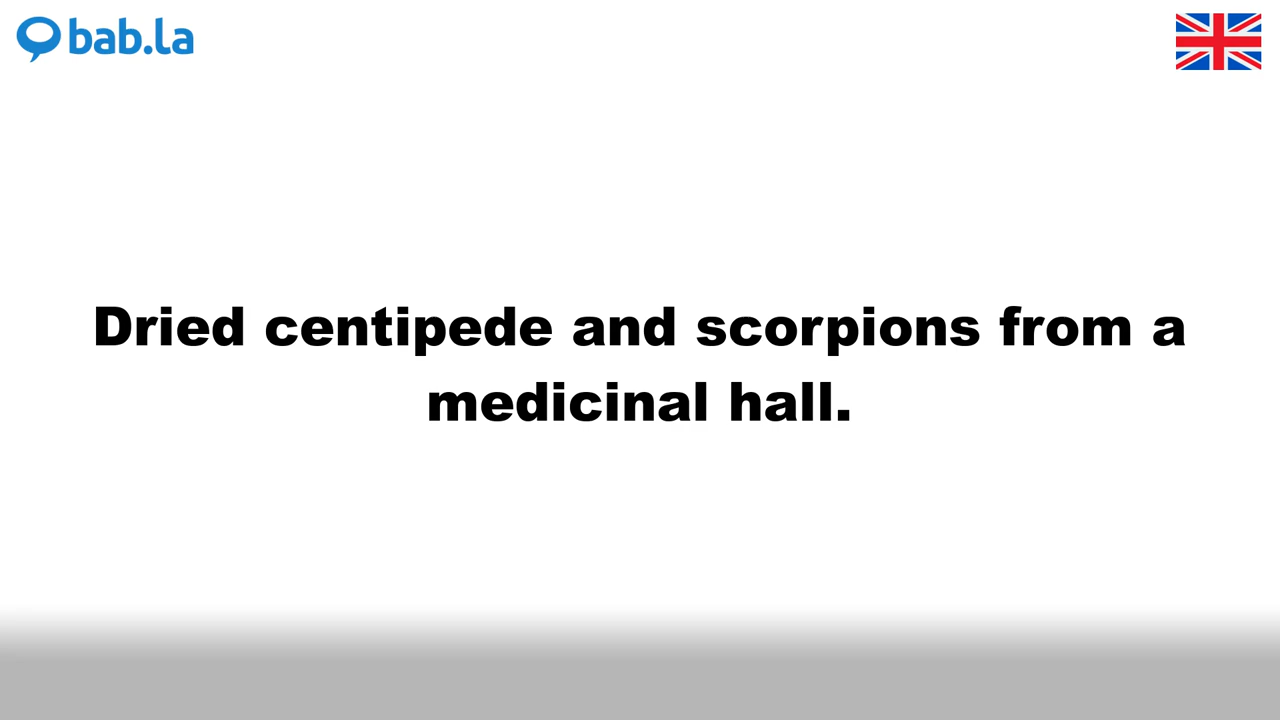 bab.la
Dried centipede and scorpions from a
medicinal hall.